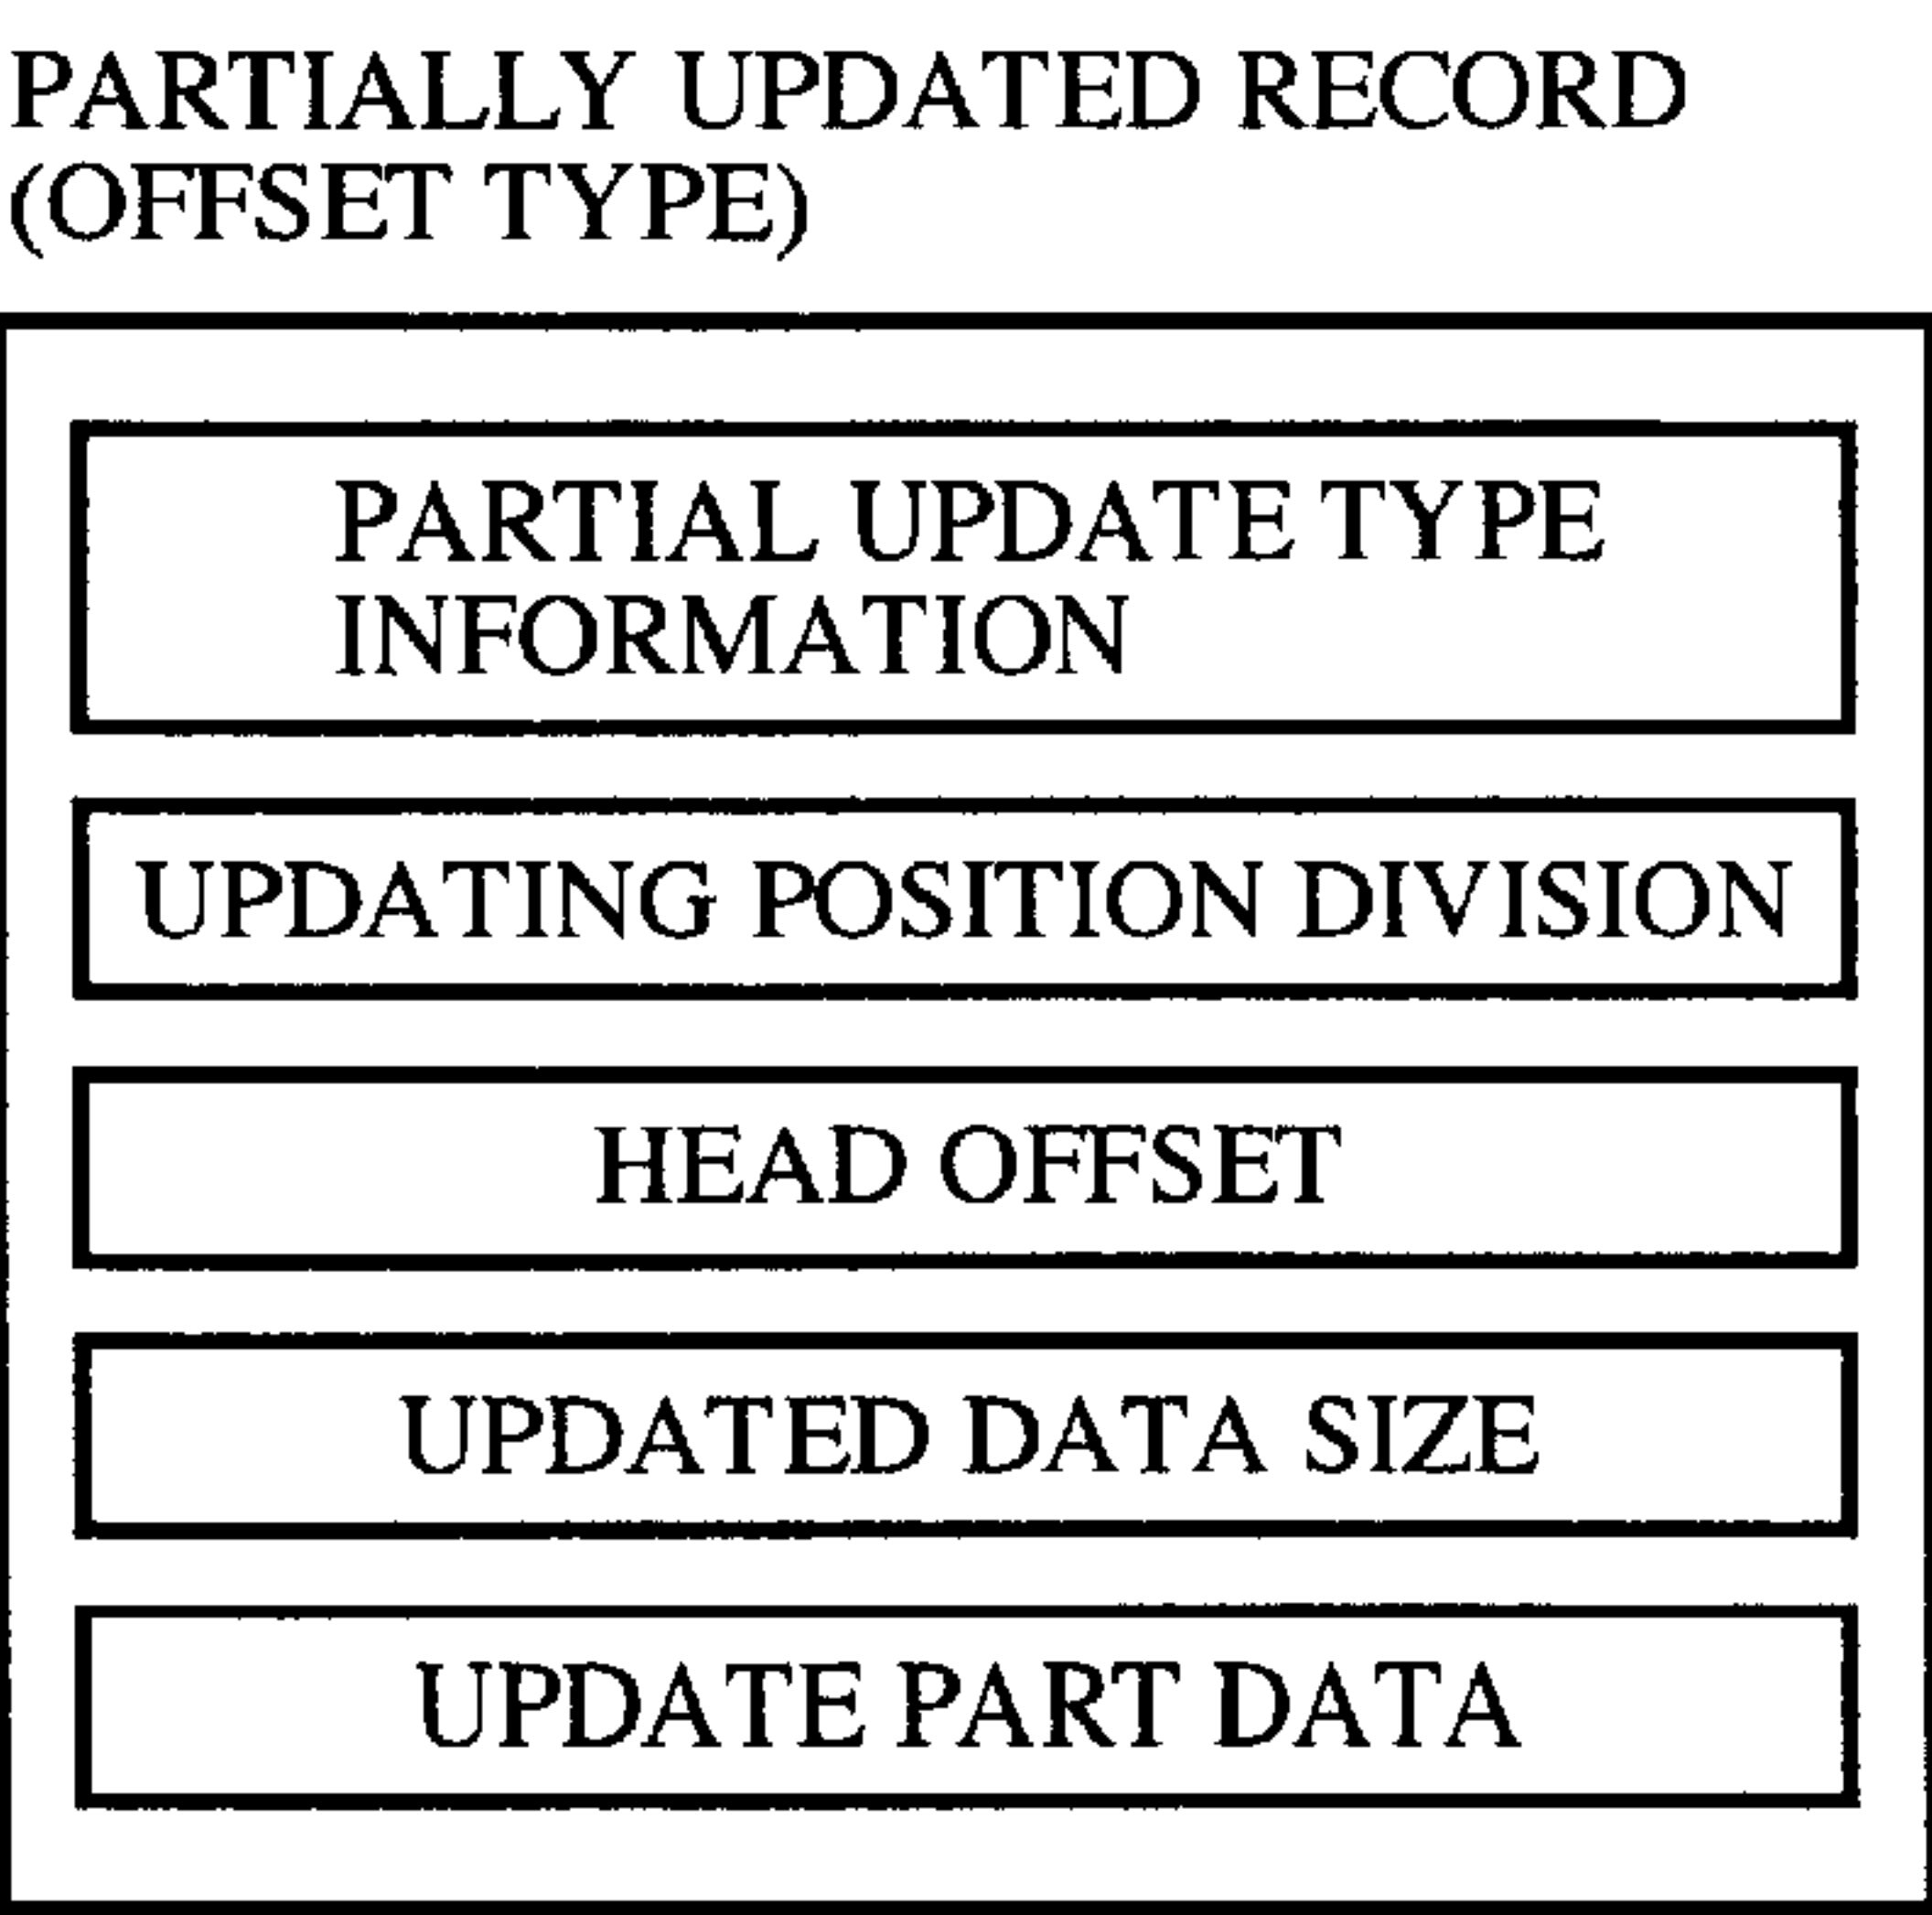 PARTIALLY UPDATED RECORD
(OFFSET TYPE)
PARTIAL UPDATE TYPE
INFORMATION
UPDATING POSITION DIVISION
HEAD OFFSET
UPDATED DATA SIZE
UPDATE PART DATA